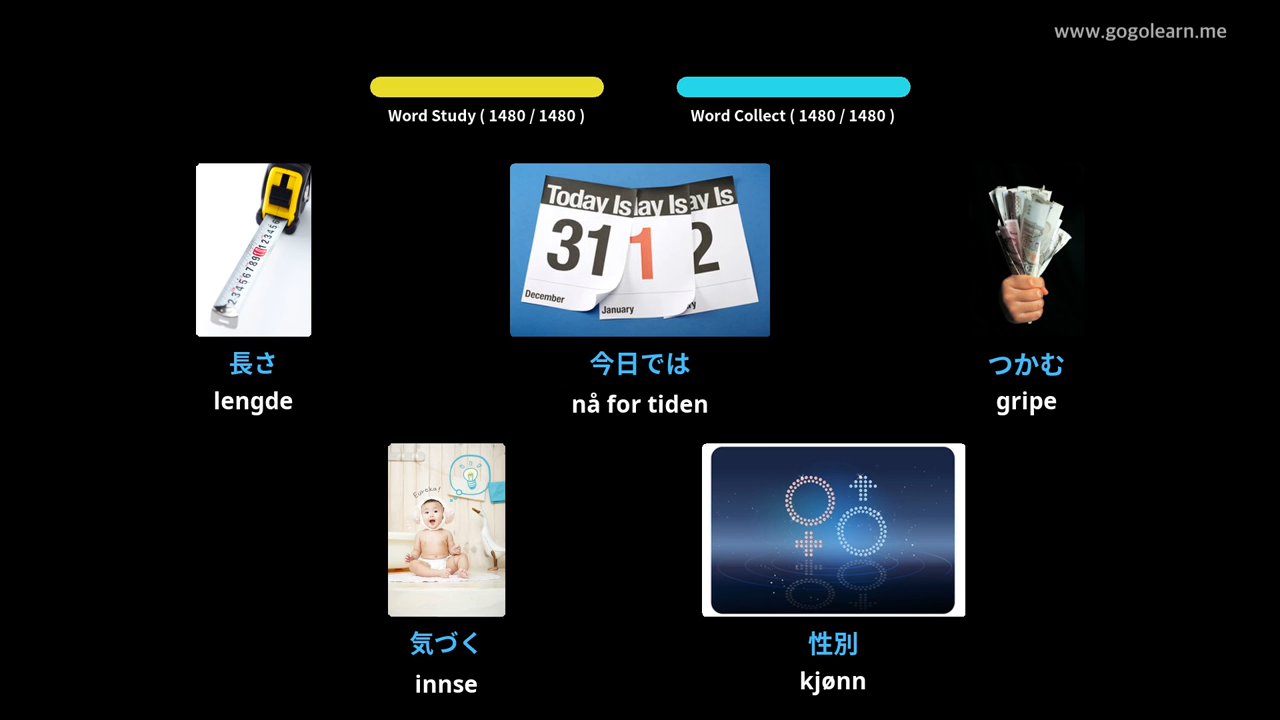 www.gogolearn.me
Word Study ( 1480 / 1480 )
Word Collect ( 1480 / 1480 )
Today Is
31
December
1
January
2
長さ
lengde
今日では
nå for tiden
つかむ
gripe
Eureka!
気づく
innse
性別
kjønn